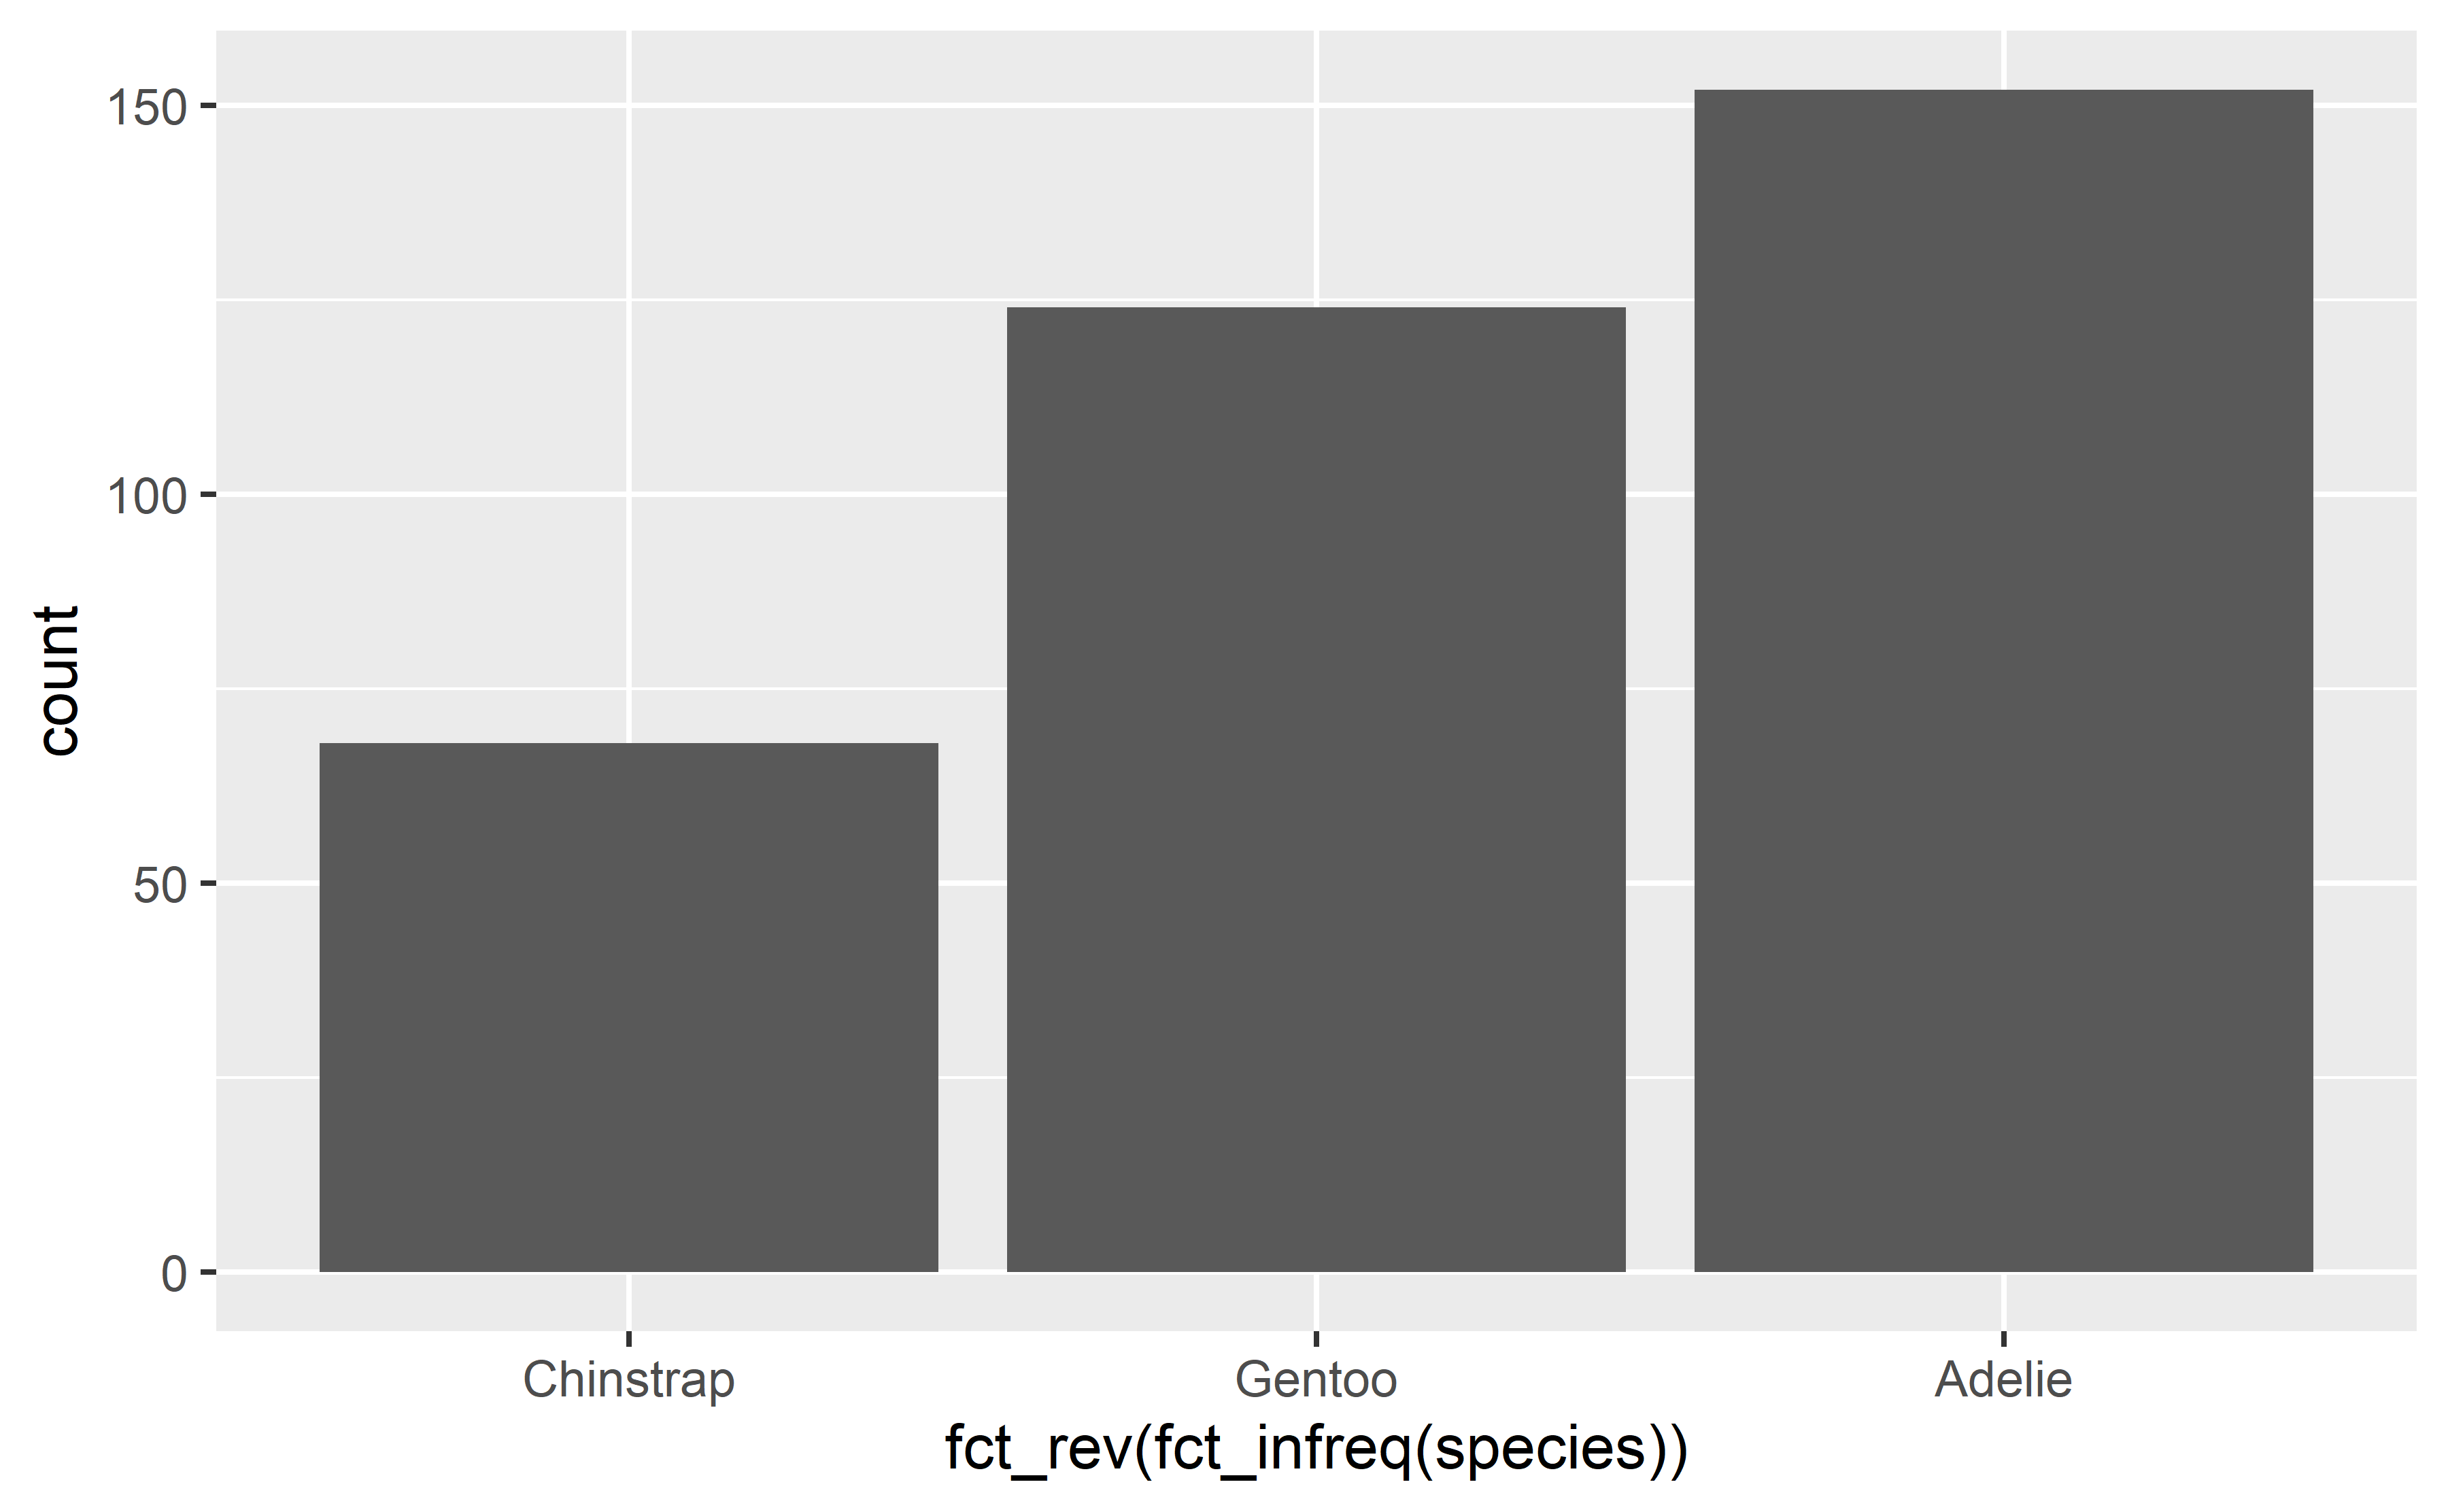 count
150
100
50
0
Chinstrap
Gentoo
Adelie
fct_rev(fct_infreq(species))